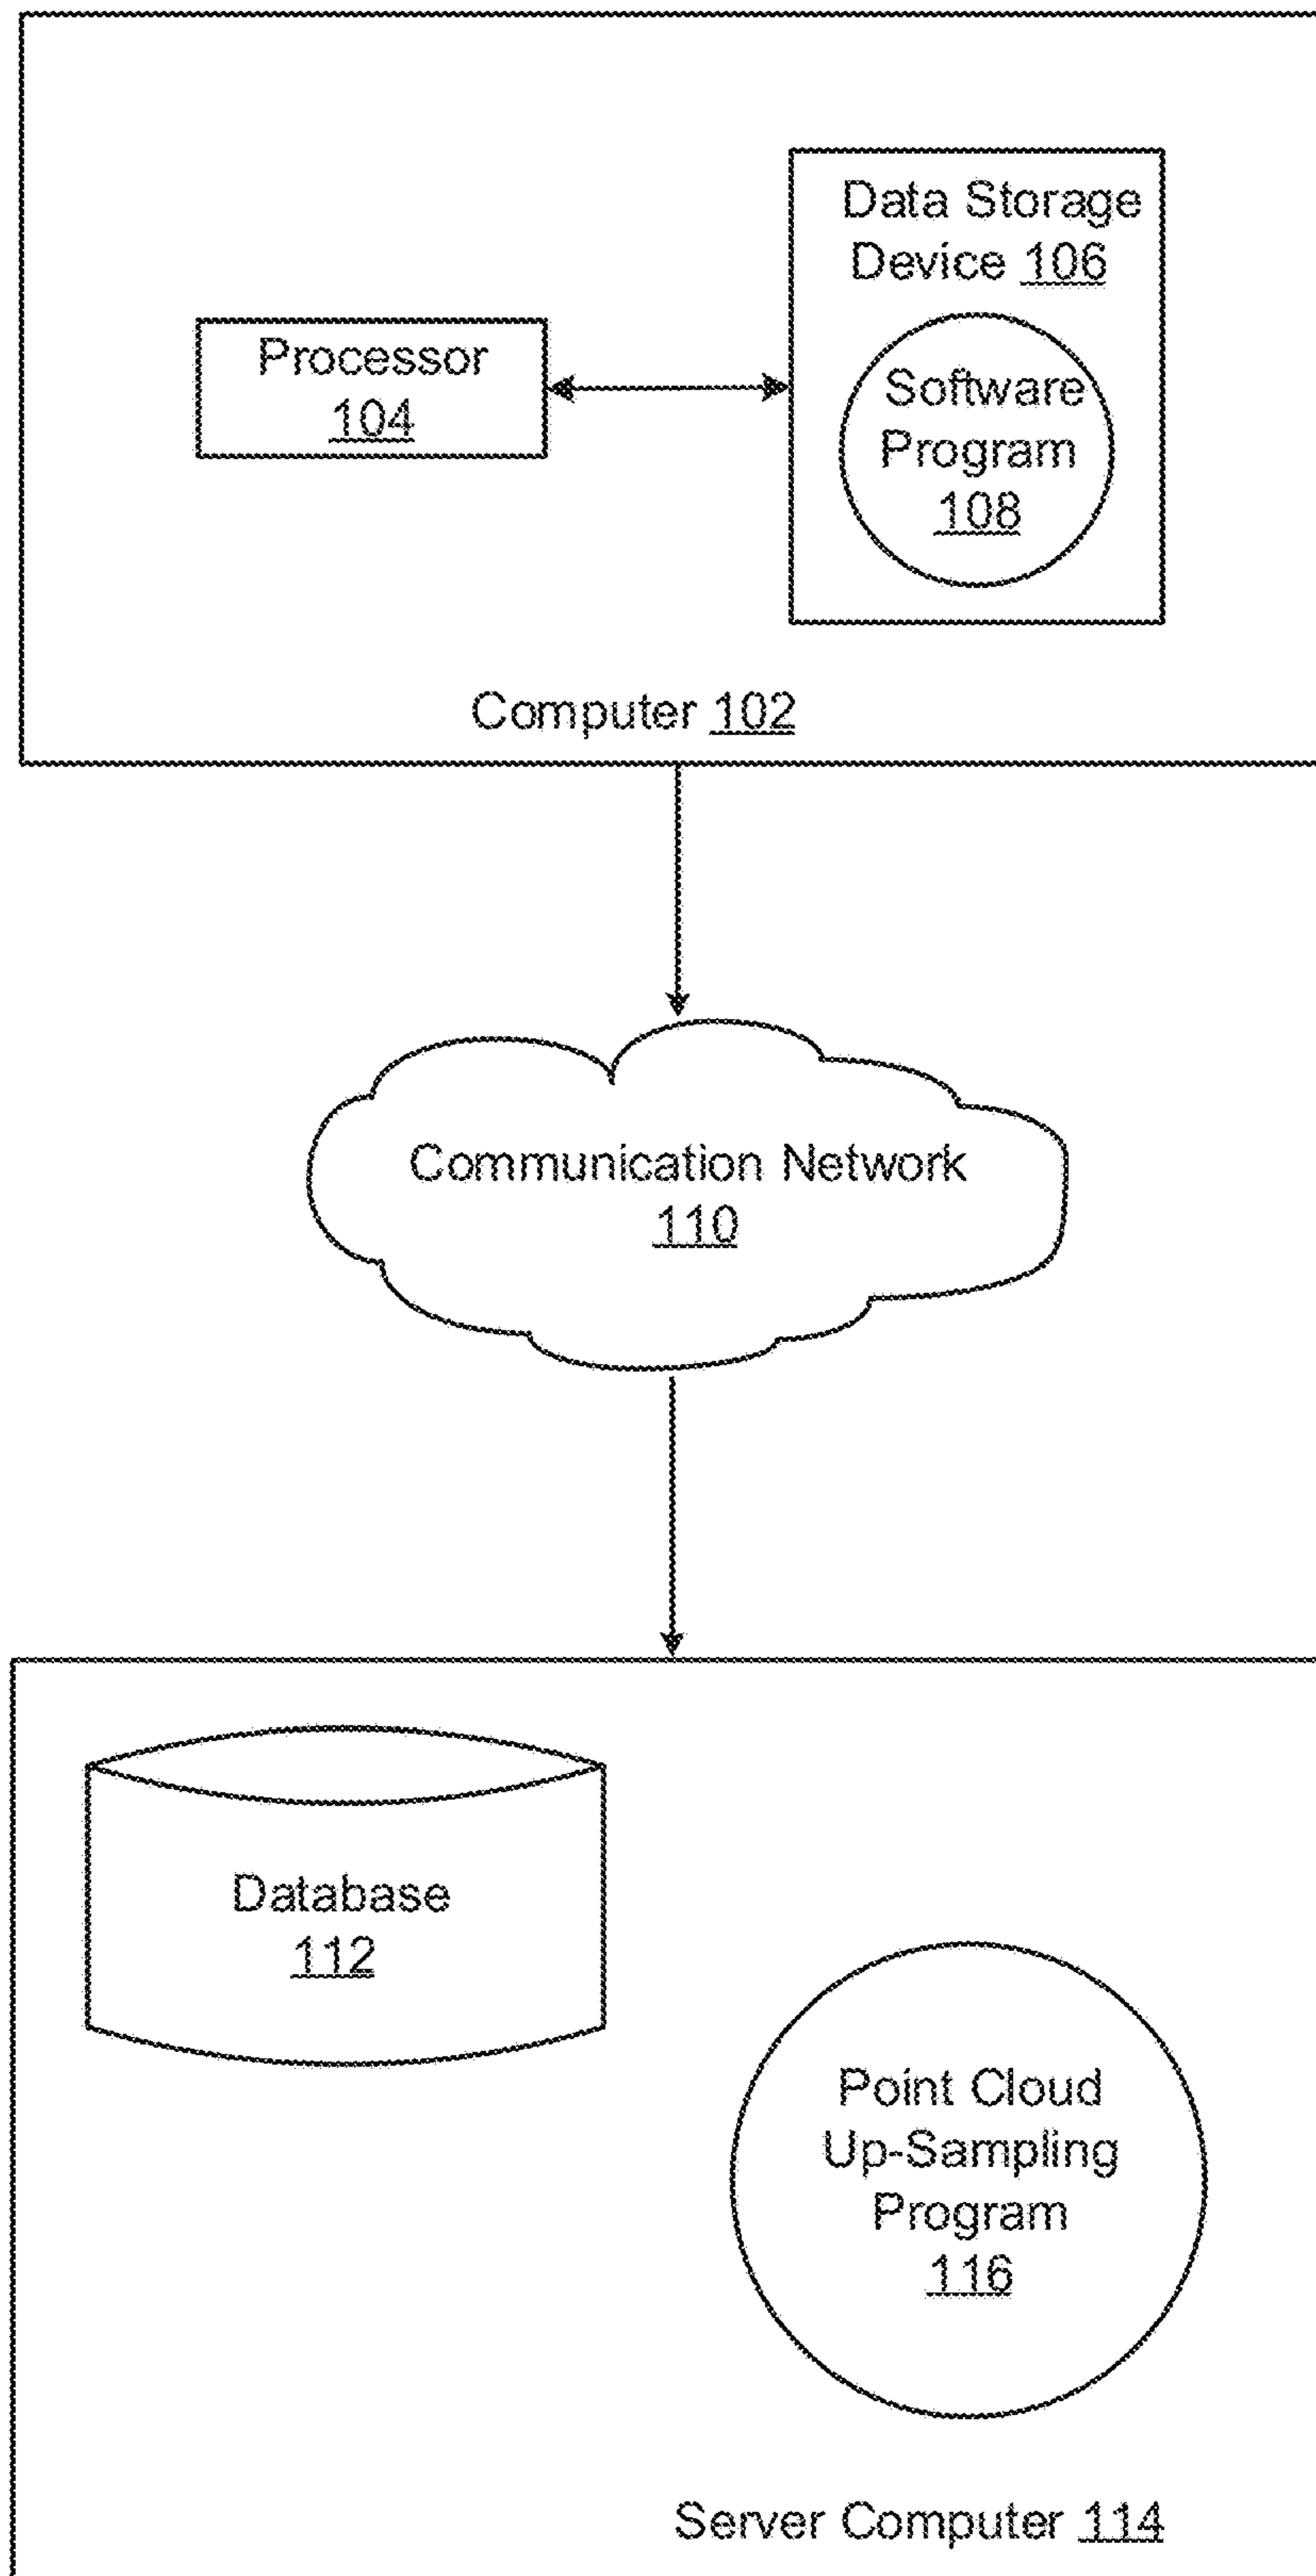 Data Storage
Device 106
Processor
104
Software
Program
108
Computer 102
Communication Network
110
Database
112
Point Cloud
Up-Sampling
Program
116
Server Computer 114